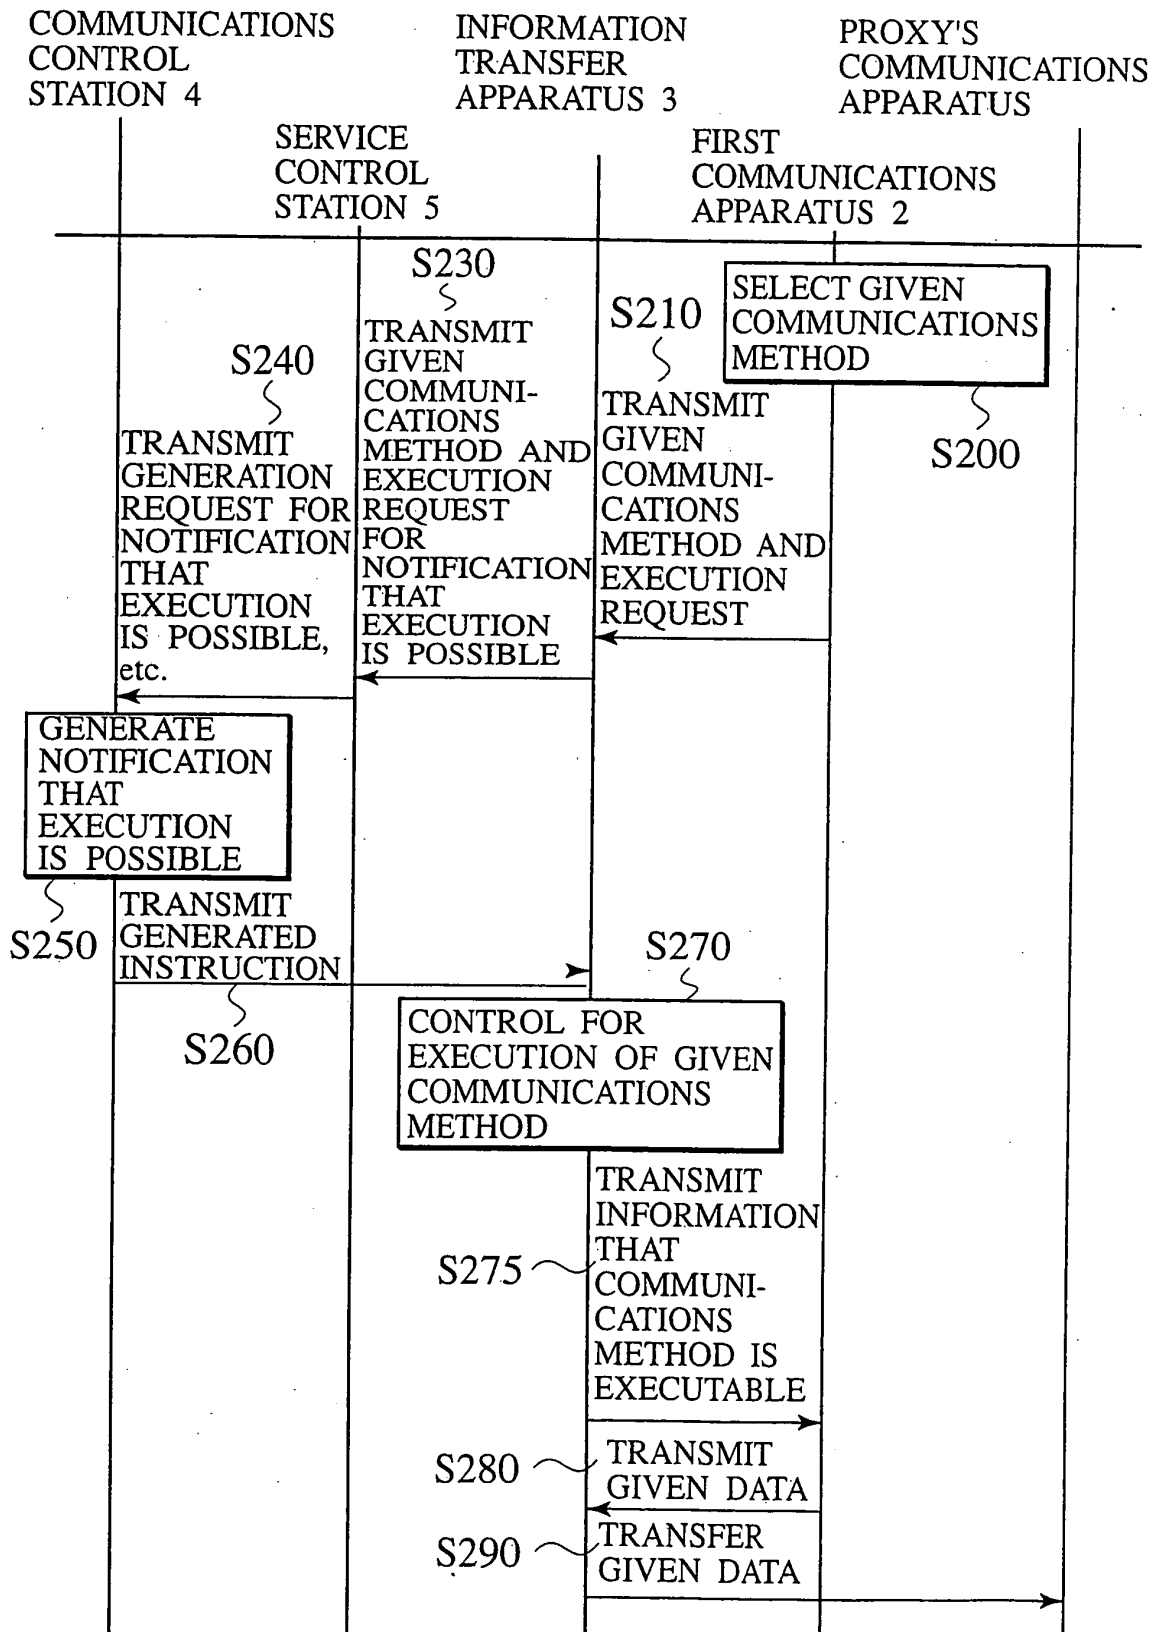 COMMUNICATIONS
CONTROL
STATION 4
INFORMATION
TRANSFER
APPARATUS 3
PROXY'S
COMMUNICATIONS
APPARATUS
SERVICE
CONTROL
STATION 5
FIRST
COMMUNICATIONS
APPARATUS 2
SELECT GIVEN
COMMUNICATIONS
METHOD
S200
S210
TRANSMIT
GIVEN
COMMUNI-
CATIONS
METHOD AND
EXECUTION
REQUEST
S230
TRANSMIT
GIVEN
COMMUNI-
CATIONS
METHOD AND
EXECUTION
REQUEST
FOR
NOTIFICATION
THAT
EXECUTION
IS POSSIBLE
S240
TRANSMIT
GENERATION
REQUEST FOR
NOTIFICATION
THAT
EXECUTION
IS POSSIBLE,
etc.
GENERATE
NOTIFICATION
THAT
EXECUTION
IS POSSIBLE
S250
TRANSMIT
GENERATED
INSTRUCTION
S260
S270
CONTROL FOR
EXECUTION OF GIVEN
COMMUNICATIONS
METHOD
S275
TRANSMIT
INFORMATION
THAT
COMMUNI-
CATIONS
METHOD IS
EXECUTABLE
S280
TRANSMIT
GIVEN DATA
S290
TRANSFER
GIVEN DATA